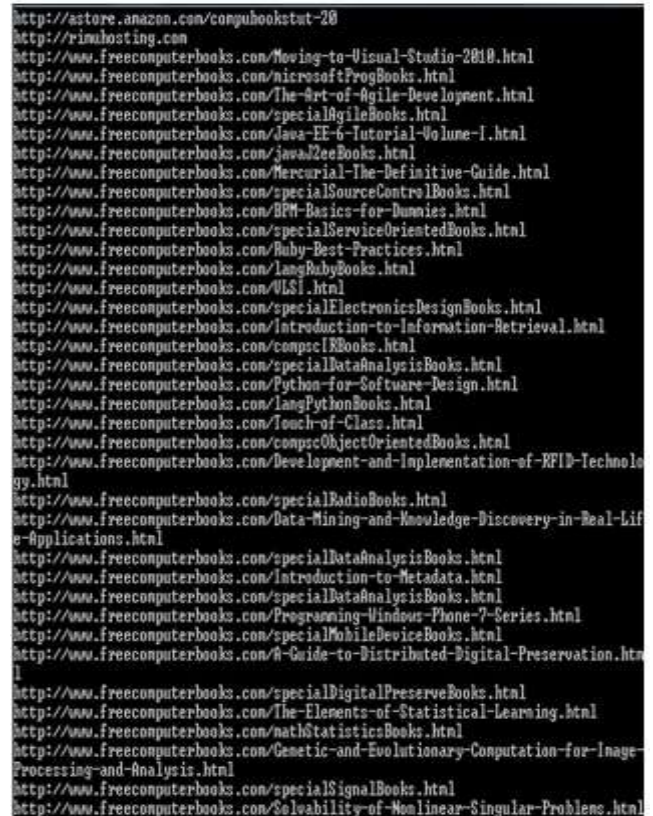 http://astore.amazon.com/compubookstut-20
http://rimuhosting.com
http://www.freecomputerbooks.com/Moving-to-Visual-Studio-2010.html
http://www.freecomputerbooks.com/microsoftProgBooks.html
http://www.freecomputerbooks.com/The-Art-of-Agile-Development.html
http://www.freecomputerbooks.com/specialAgileBooks.html
http://www.freecomputerbooks.com/Java-EE-6-Tutorial-Volume-I.html
http://www.freecomputerbooks.com/javaJ2eeBooks.html
http://www.freecomputerbooks.com/Mercurial-The-Definitive-Guide.html
http://www.freecomputerbooks.com/specialSourceControlBooks.html
http://www.freecomputerbooks.com/BPM-Basics-for-Dummies.html
http://www.freecomputerbooks.com/specialServiceOrientedBooks.html
http://www.freecomputerbooks.com/Ruby-Best-Practices.html
http://www.freecomputerbooks.com/langRubyBooks.html
http://www.freecomputerbooks.com/VLSI.html
http://www.freecomputerbooks.com/specialElectronicsDesignBooks.html
http://www.freecomputerbooks.com/Introduction-to-Information-Retrieval.html
http://www.freecomputerbooks.com/compscIRBooks.html
http://www.freecomputerbooks.com/specialDataAnalysisBooks.html
http://www.freecomputerbooks.com/Python-for-Software-Design.html
http://www.freecomputerbooks.com/langPythonBooks.html
http://www.freecomputerbooks.com/Touch-of-Class.html
http://www.freecomputerbooks.com/compscObjectOrientedBooks.html
http://www.freecomputerbooks.com/Development-and-Implementation-of-RFID-Technolo
gy.html
http://www.freecomputerbooks.com/specialRadioBooks.html
http://www.freecomputerbooks.com/Data-Mining-and-Knowledge-Discovery-in-Real-Lif
e-Applications.html
http://www.freecomputerbooks.com/specialDataAnalysisBooks.html
http://www.freecomputerbooks.com/Introduction-to-Metadata.html
http://www.freecomputerbooks.com/specialDataAnalysisBooks.html
http://www.freecomputerbooks.com/Programming-Windows-Phone-7-Series.html
http://www.freecomputerbooks.com/specialMobileDeviceBooks.html
http://www.freecomputerbooks.com/A-Guide-to-Distributed-Digital-Preservation.htm
l
http://www.freecomputerbooks.com/specialDigitalPreserveBooks.html
http://www.freecomputerbooks.com/The-Elements-of-Statistical-Learning.html
http://www.freecomputerbooks.com/mathStatisticsBooks.html
http://www.freecomputerbooks.com/Genetic-and-Evolutionary-Computation-for-Image-
Processing-and-Analysis.html
http://www.freecomputerbooks.com/specialSignalBooks.html
http://www.freecomputerbooks.com/Solvability-of-Nonlinear-Singular-Problems.html